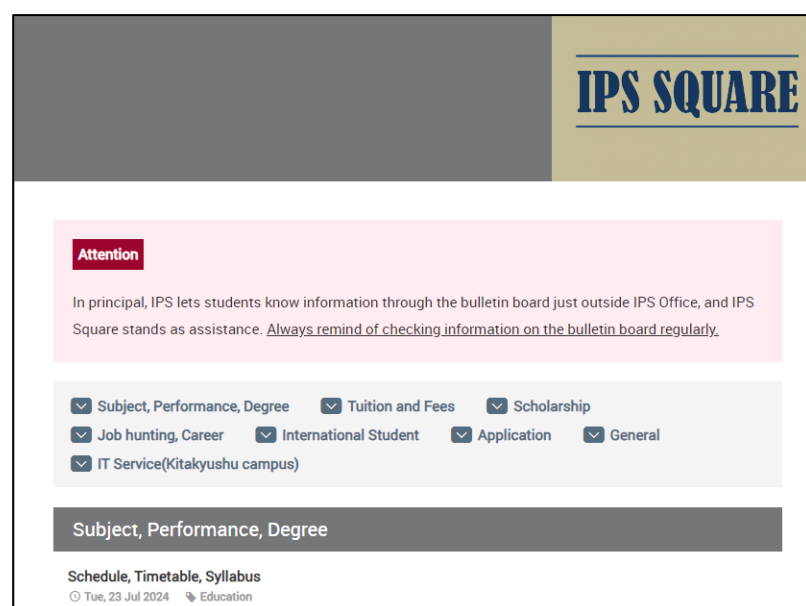 IPS SQUARE
Attention
In principal, IPS lets students know information through the bulletin board just outside IPS Office, and IPS
Square stands as assistance. Always remind of checking information on the bulletin board regularly.
Subject, Performance, Degree Tuition and Fees Scholarship
Job hunting, Career International Student Application General
IT Service(Kitakyushu campus)
Subject, Performance, Degree
Schedule, Timetable, Syllabus
Tue, 23 Jul 2024 Education